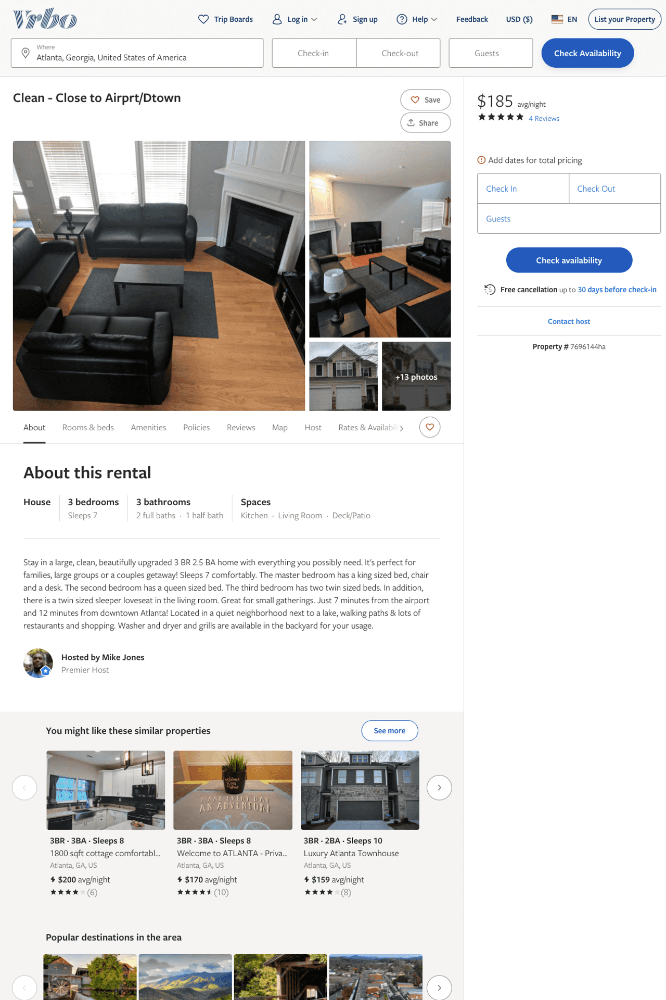 Vrbo
Trip Boards
Log in
Sign up
Help
Feedback
USD ($)
EN
List your Property
Where
Atlanta, Georgia, United States of America
Check-in
Check-out
Guests
Check Availability
Clean - Close to Airprt/Dtown
Save
Share
$185 avg/night
4 Reviews
Add dates for total pricing
Check In
Check Out
Guests
Check availability
Free cancellation up to 30 days before check-in
Contact host
Property # 7696144ha
+13 photos
About
Rooms & beds
Amenities
Policies
Reviews
Map
Host
Rates & Availabili
About this rental
House
3 bedrooms
Sleeps 7
3 bathrooms
2 full baths · 1 half bath
Spaces
Kitchen · Living Room · Deck/Patio
Stay in a large, clean, beautifully upgraded 3 BR 2.5 BA home with everything you possibly need. It's perfect for
families, large groups or a couples getaway! Sleeps 7 comfortably. The master bedroom has a king sized bed, chair
and a desk. The second bedroom has a queen sized bed. The third bedroom has two twin sized beds. In addition,
there is a twin sized sleeper loveseat in the living room. Great for small gatherings. Just 7 minutes from the airport
and 12 minutes from downtown Atlanta! Located in a quiet neighborhood next to a lake, walking paths & lots of
restaurants and shopping. Washer and dryer and grills are available in the backyard for your usage.
Hosted by Mike Jones
Premier Host
You might like these similar properties
See more
MAKE EVERY DAY
AN ADVENTURE
3BR · 3BA · Sleeps 8
1800 sqft cottage comfortabl...
Atlanta, GA, US
$200 avg/night
(6)
3BR · 3BA · Sleeps 8
Welcome to ATLANTA - Priva...
Atlanta, GA, US
$170 avg/night
(10)
3BR · 2BA · Sleeps 10
Luxury Atlanta Townhouse
Atlanta, GA, US
$159 avg/night
(8)
Popular destinations in the area